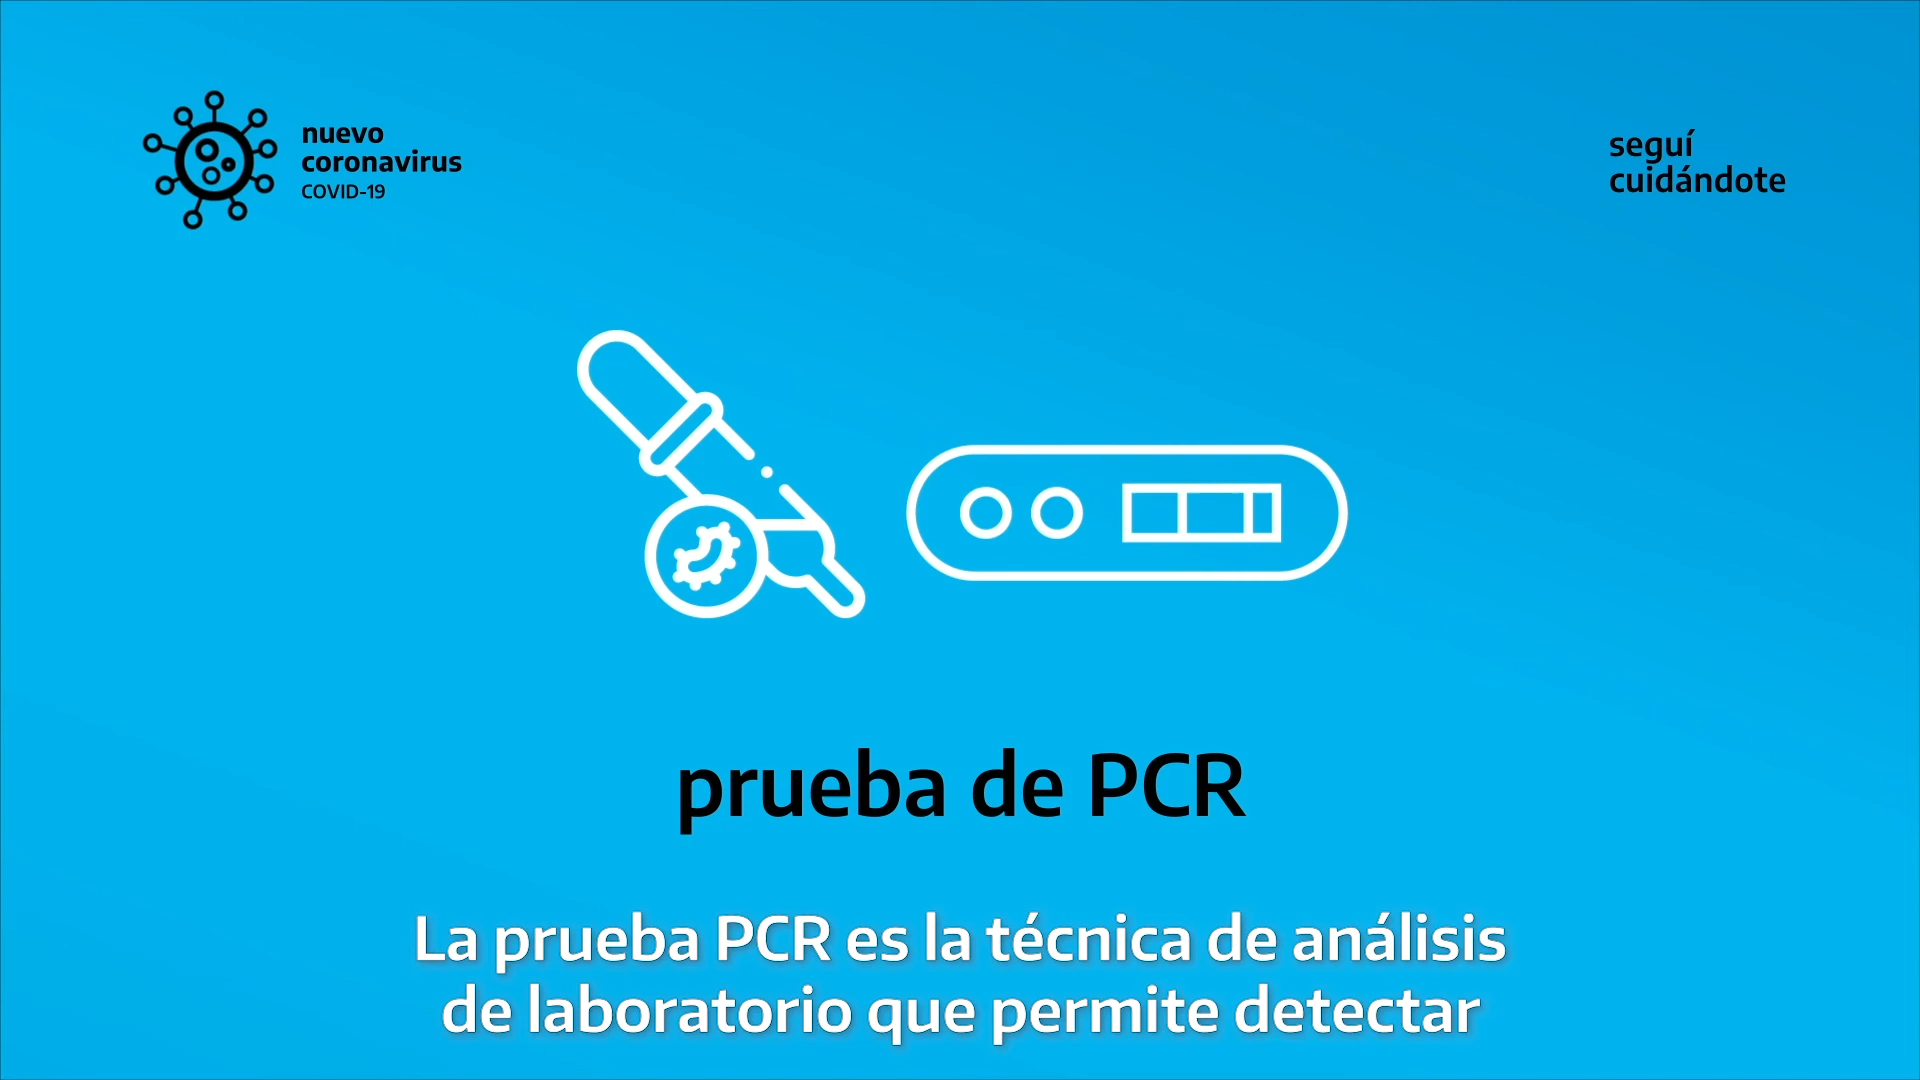 nuevo
coronavirus
COVID-19
seguí
cuidándote
prueba de PCR
La prueba PCR es la técnica de análisis
de laboratorio que permite detectar